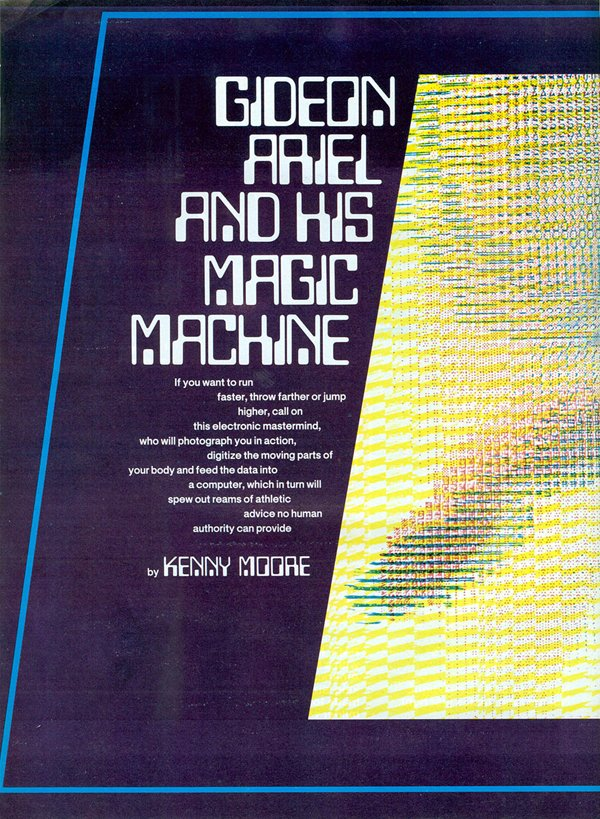 GIDEON
ARIEL
AND HIS
MAGIC
MACHINE
If you want to run
faster, throw farther or jump
higher, call on
this electronic mastermind,
who will photograph you in action,
digitize the moving parts of
your body and feed the data into
a computer, which in turn will
spew out reams of athletic
advice no human
authority can provide
by KENNY MOORE